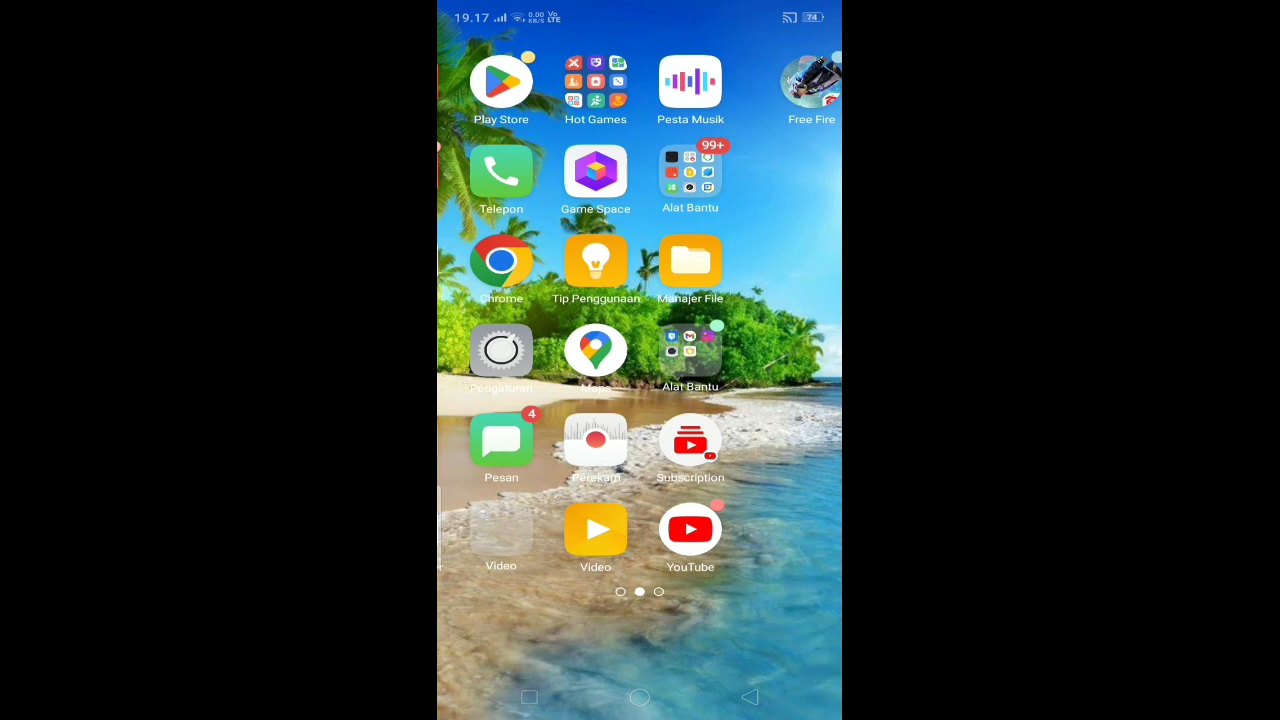 19.17 0.00 KB/S Vo LTE 74
Play Store Hot Games Pesta Musik Free Fire
99+
Telepon Game Space Alat Bantu
Chrome Tip Penggunaan Manajer File
Pengaturan Maps Alat Bantu
4
Pesan Perekam Subscription
Video Video YouTube